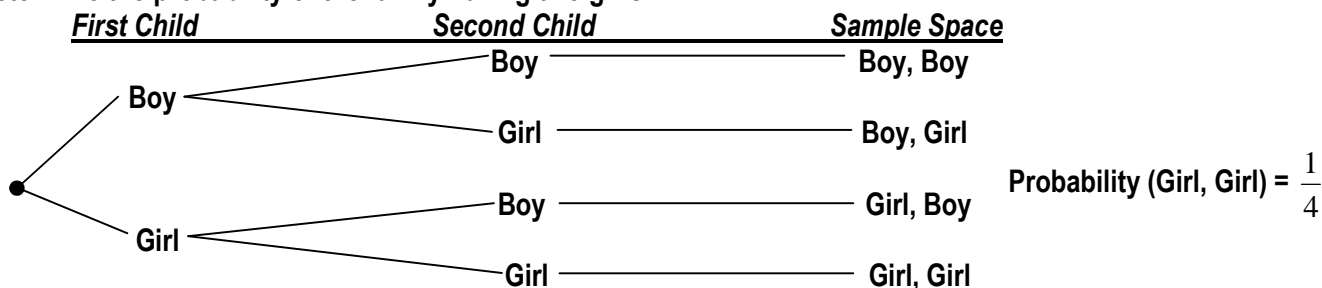 First Child Second Child Sample Space
Boy Boy, Boy
Boy
Girl Boy, Girl
Probability (Girl, Girl) = 1/4
Boy Girl, Boy
Girl
Girl Girl, Girl